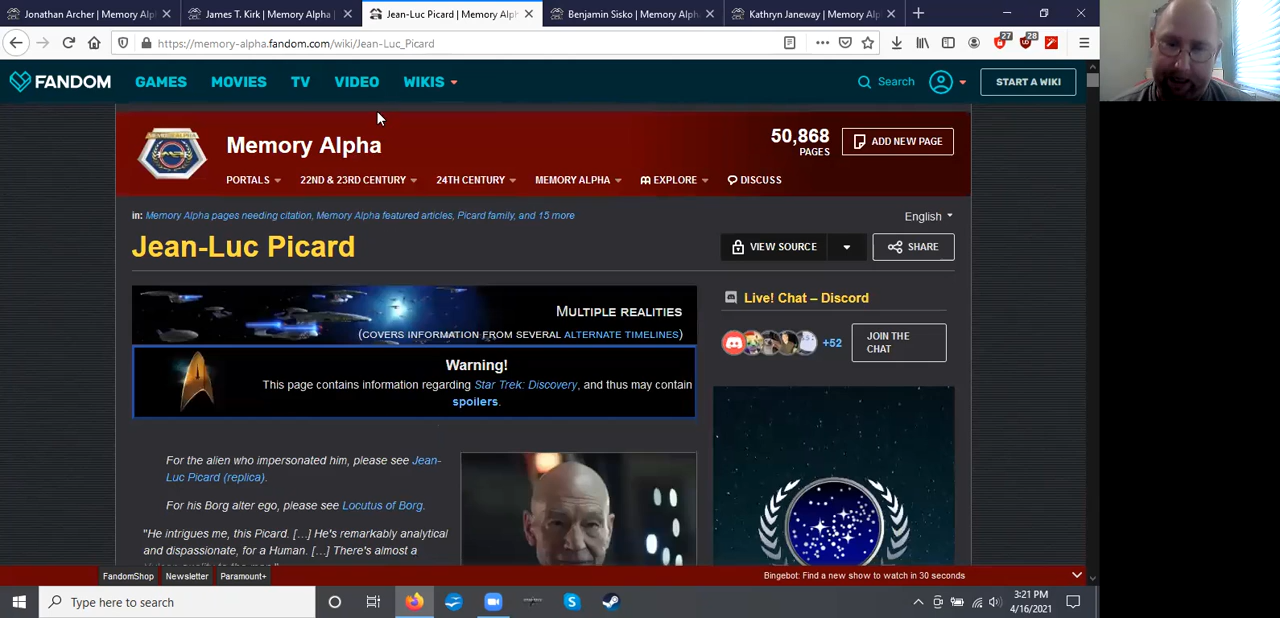 Jonathan Archer | Memory Alpha
James T. Kirk | Memory Alpha |
Jean-Luc Picard | Memory Alph
Benjamin Sisko | Memory Alpha
Kathryn Janeway | Memory Alp
https://memory-alpha.fandom.com/wiki/Jean-Luc_Picard
27
28
FANDOM
GAMES
MOVIES
TV
VIDEO
WIKIS
Search
START A WIKI
Memory Alpha
50,868
PAGES
ADD NEW PAGE
PORTALS
22ND & 23RD CENTURY
24TH CENTURY
MEMORY ALPHA
EXPLORE
DISCUSS
in: Memory Alpha pages needing citation, Memory Alpha featured articles, Picard family, and 15 more
English
Jean-Luc Picard
VIEW SOURCE
SHARE
MULTIPLE REALITIES
(COVERS INFORMATION FROM SEVERAL ALTERNATE TIMELINES)
Warning!
This page contains information regarding Star Trek: Discovery, and thus may contain
spoilers.
Live! Chat – Discord
+52
JOIN THE
CHAT
For the alien who impersonated him, please see Jean-
Luc Picard (replica).
For his Borg alter ego, please see Locutus of Borg.
"He intrigues me, this Picard. […] He's remarkably analytical
and dispassionate, for a Human. […] There's almost a
FandomShop
Newsletter
Paramount+
Bingebot: Find a new show to watch in 30 seconds
Type here to search
3:21 PM
4/16/2021